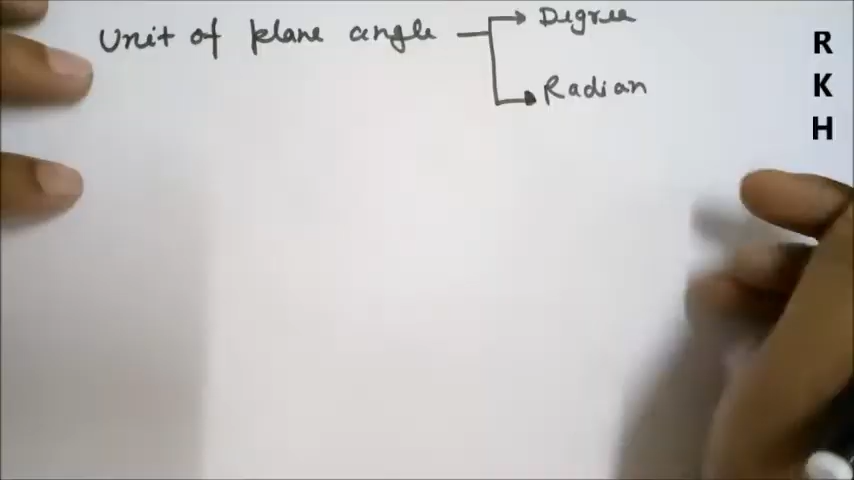 Unit of plane angle
Degree
Radian
R
K
H